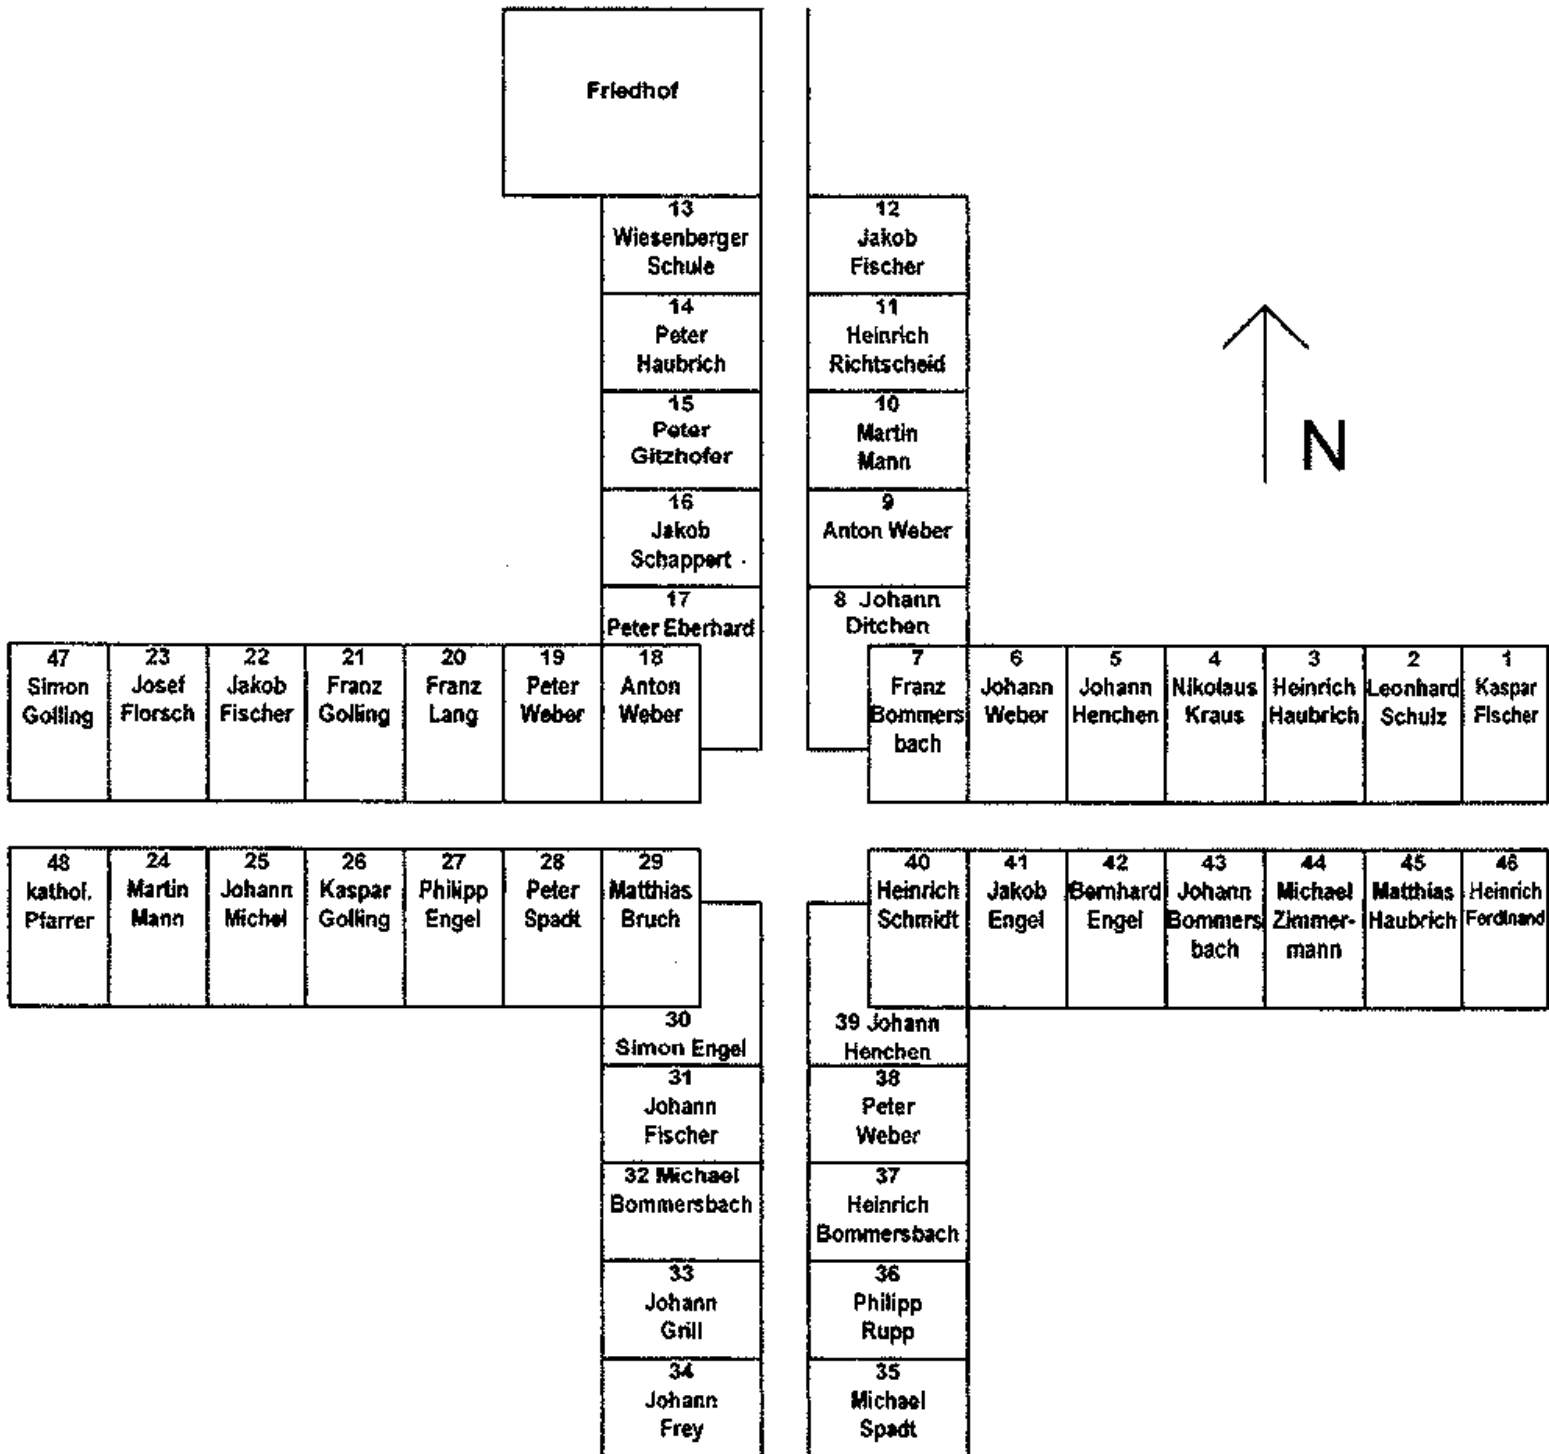 Friedhof
13
Wiesenberger
Schule
12
Jakob
Fischer
14
Peter
Haubrich
11
Heinrich
Richtscheid
15
Peter
Gitzhofer
10
Martin
Mann
N
16
Jakob
Schappert
9
Anton Weber
17
Peter Eberhard
8 Johann
Ditchen
47
Simon
Golling
23
Josef
Florsch
22
Jakob
Fischer
21
Franz
Golling
20
Franz
Lang
19
Peter
Weber
18
Anton
Weber
7
Franz
Bommers
bach
6
Johann
Weber
5
Johann
Henchen
4
Nikolaus
Kraus
3
Heinrich
Haubrich
2
Leonhard
Schulz
1
Kaspar
Fischer
48
kathol.
Pfarrer
24
Martin
Mann
25
Johann
Michel
26
Kaspar
Golling
27
Philipp
Engel
28
Peter
Spadt
29
Matthias
Bruch
40
Heinrich
Schmidt
41
Jakob
Engel
42
Bernhard
Engel
43
Johann
Bommers
bach
44
Michael
Zimmer-
mann
45
Matthias
Haubrich
46
Heinrich
Ferdinand
30
Simon Engel
39 Johann
Henchen
31
Johann
Fischer
38
Peter
Weber
32 Michael
Bommersbach
37
Heinrich
Bommersbach
33
Johann
Grill
36
Philipp
Rupp
34
Johann
Frey
35
Michael
Spadt